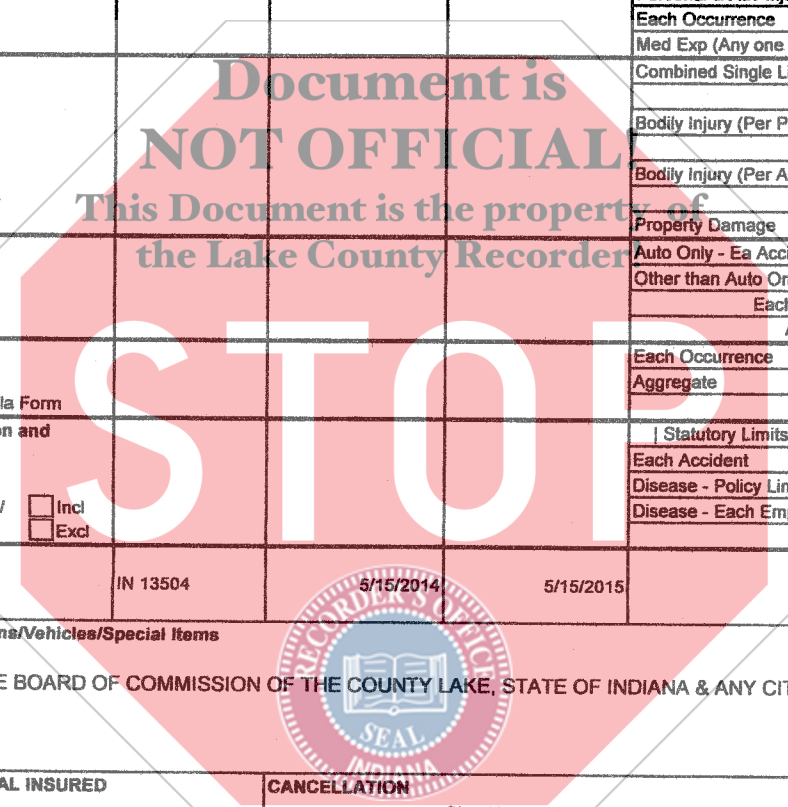 Each Occurrence
Med Exp (Any one
Combined Single Li
Document is
NOT OFFICIAL!
Bodily Injury (Per P
Bodily Injury (Per A
This Document is the property of
Property Damage
the Lake County Recorder!
Auto Only - Ea Acci
Other than Auto On
Each
STOP
Each Occurrence
Aggregate
la Form
on and
| Statutory Limits
Each Accident
Disease - Policy Lim
Incl
Disease - Each Emp
Excl
IN 13504 5/15/2014 5/15/2015
ns/Vehicles/Special Items
RECORDER'S OFFICE
E BOARD OF COMMISSION OF THE COUNTY LAKE, STATE OF INDIANA & ANY CIT
SEAL
INDIANA
AL INSURED CANCELLATION